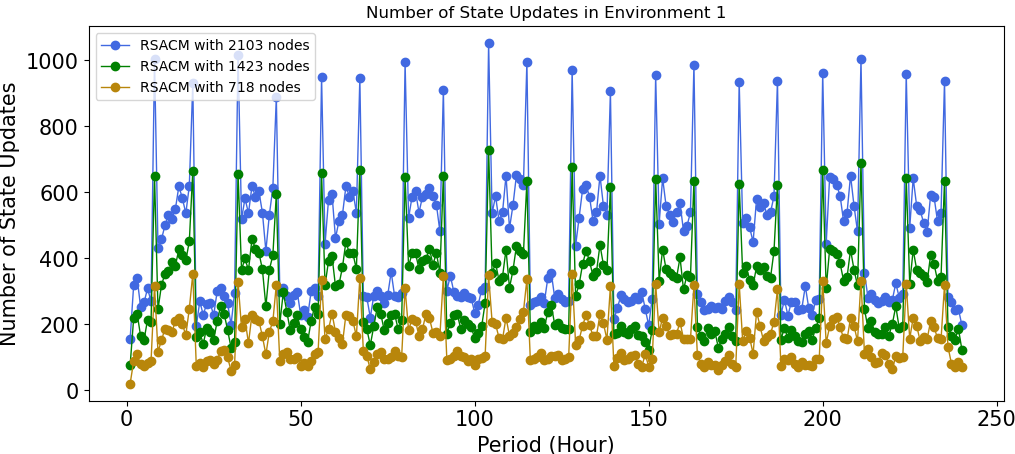 Number of State Updates in Environment 1
RSACM with 2103 nodes
RSACM with 1423 nodes
RSACM with 718 nodes
Number of State Updates
1000
800
600
400
200
0
0 50 100 150 200 250
Period (Hour)